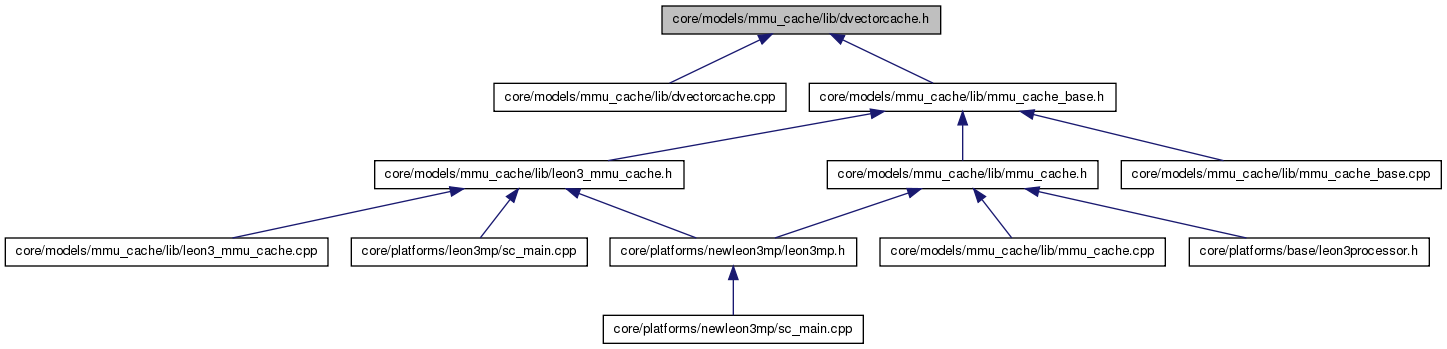 core/models/mmu_cache/lib/dvectorcache.h
core/models/mmu_cache/lib/dvectorcache.cpp
core/models/mmu_cache/lib/mmu_cache_base.h
core/models/mmu_cache/lib/leon3_mmu_cache.h
core/models/mmu_cache/lib/mmu_cache.h
core/models/mmu_cache/lib/mmu_cache_base.cpp
core/models/mmu_cache/lib/leon3_mmu_cache.cpp
core/platforms/leon3mp/sc_main.cpp
core/platforms/newleon3mp/leon3mp.h
core/models/mmu_cache/lib/mmu_cache.cpp
core/platforms/base/leon3processor.h
core/platforms/newleon3mp/sc_main.cpp